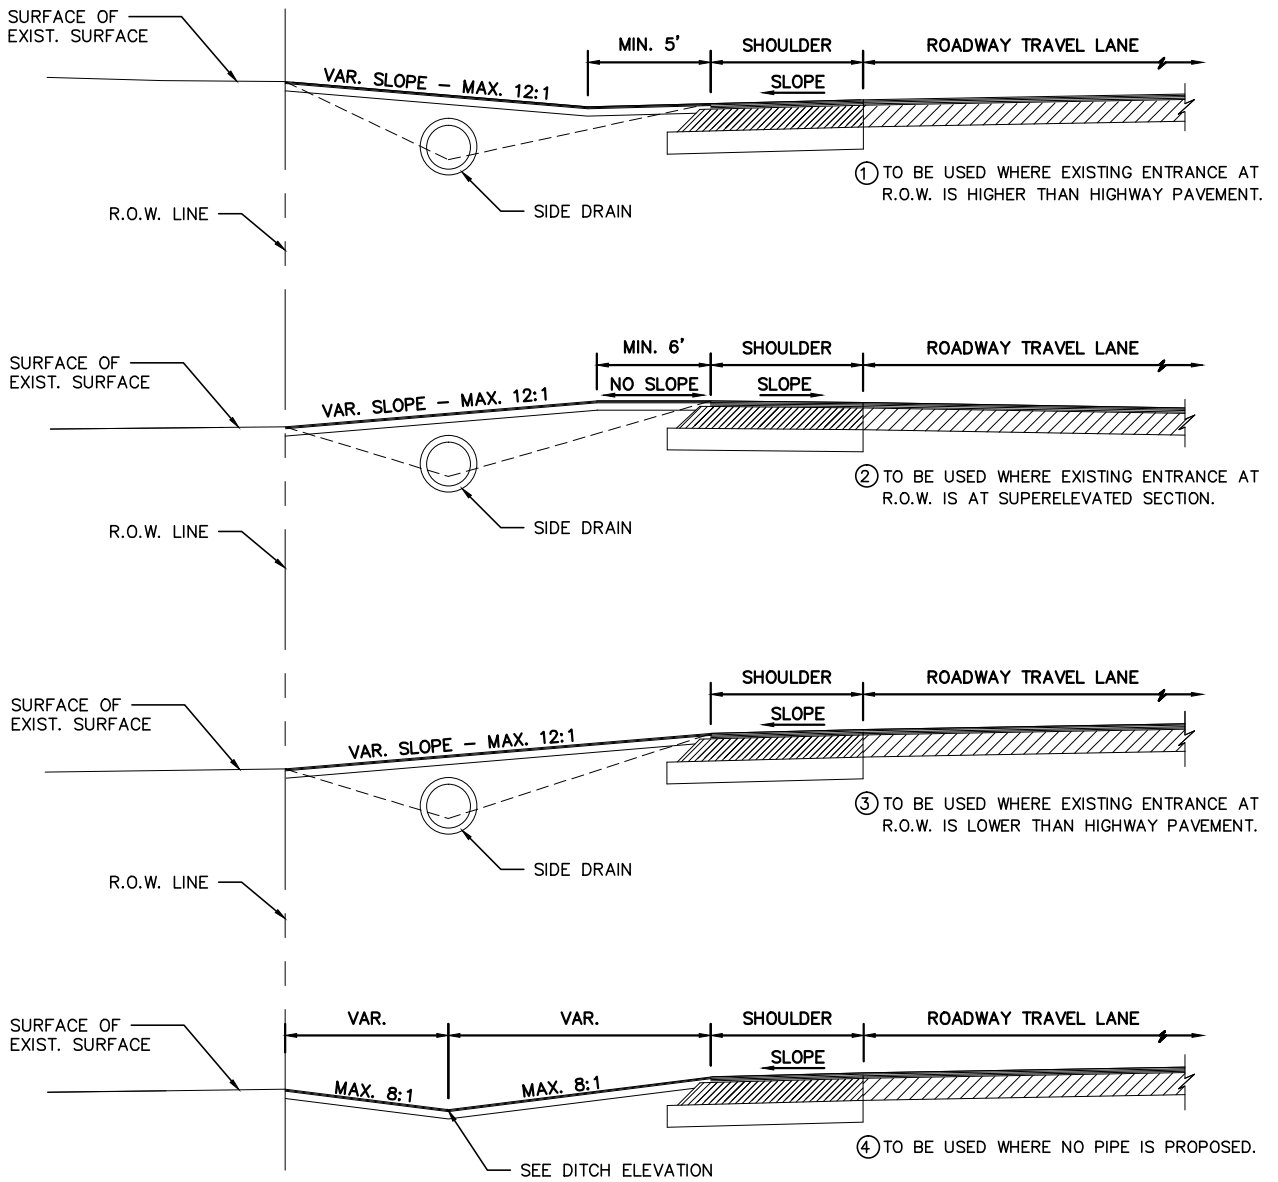 SURFACE OF
EXIST. SURFACE
MIN. 5'
SHOULDER
ROADWAY TRAVEL LANE
VAR. SLOPE – MAX. 12:1
SLOPE
① TO BE USED WHERE EXISTING ENTRANCE AT
R.O.W. IS HIGHER THAN HIGHWAY PAVEMENT.
R.O.W. LINE
SIDE DRAIN
SURFACE OF
EXIST. SURFACE
MIN. 6'
SHOULDER
ROADWAY TRAVEL LANE
VAR. SLOPE – MAX. 12:1
NO SLOPE
SLOPE
② TO BE USED WHERE EXISTING ENTRANCE AT
R.O.W. IS AT SUPERELEVATED SECTION.
R.O.W. LINE
SIDE DRAIN
SURFACE OF
EXIST. SURFACE
SHOULDER
ROADWAY TRAVEL LANE
VAR. SLOPE – MAX. 12:1
SLOPE
③ TO BE USED WHERE EXISTING ENTRANCE AT
R.O.W. IS LOWER THAN HIGHWAY PAVEMENT.
R.O.W. LINE
SIDE DRAIN
SURFACE OF
EXIST. SURFACE
VAR.
VAR.
SHOULDER
ROADWAY TRAVEL LANE
MAX. 8:1
MAX. 8:1
SLOPE
④ TO BE USED WHERE NO PIPE IS PROPOSED.
SEE DITCH ELEVATION